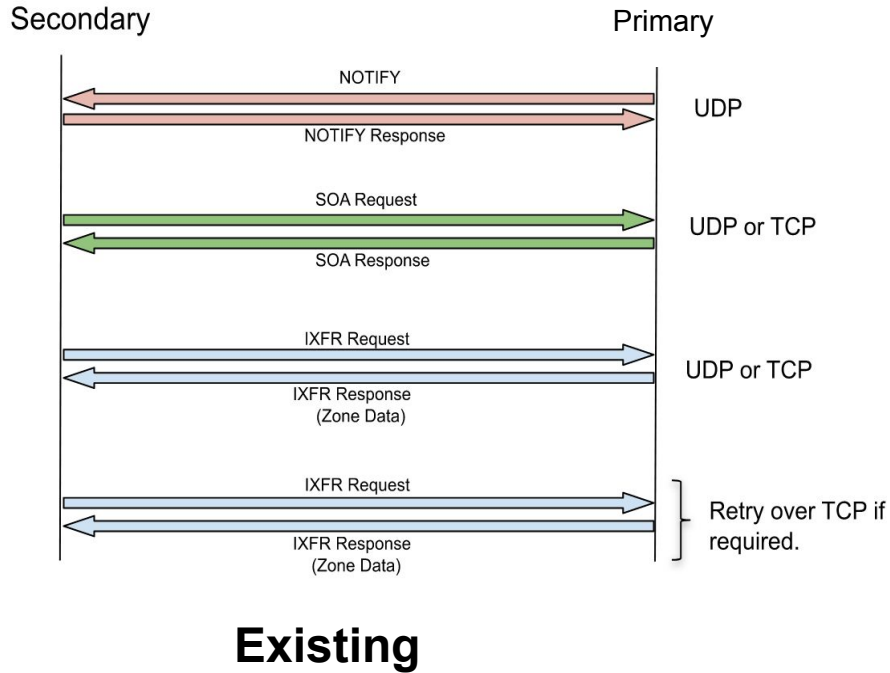 Secondary
Primary
NOTIFY
UDP
NOTIFY Response
SOA Request
UDP or TCP
SOA Response
IXFR Request
UDP or TCP
IXFR Response
(Zone Data)
IXFR Request
Retry over TCP if
required.
IXFR Response
(Zone Data)
Existing